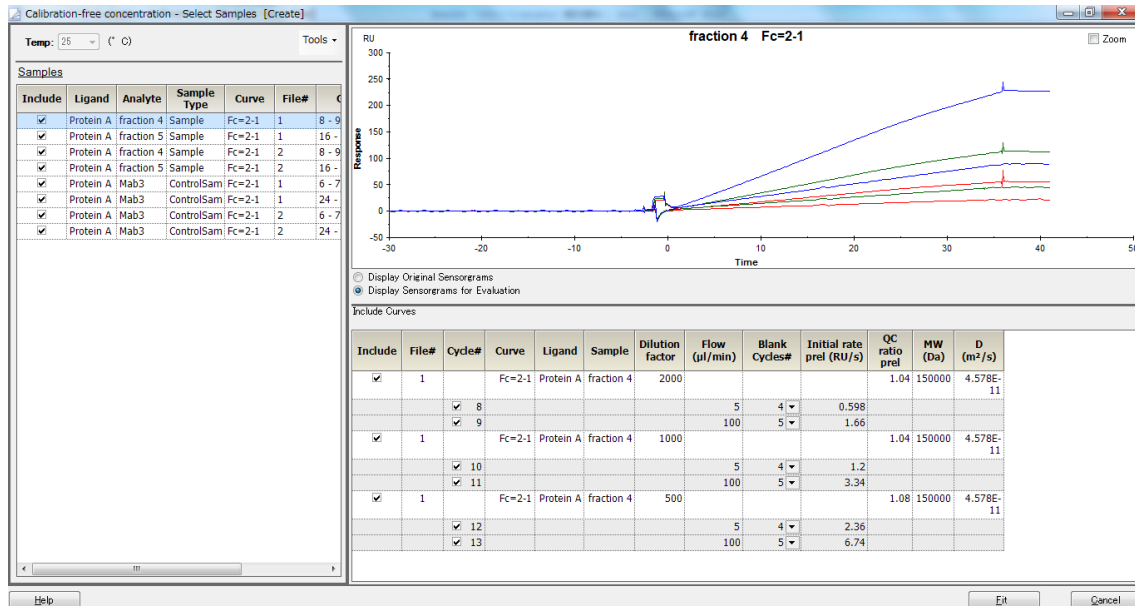 Calibration-free concentration - Select Samples [Create]
Temp: 25 (° C) Tools
Samples
Include Ligand Analyte Sample Type Curve File# C
Protein A fraction 4 Sample Fc=2-1 1 8 - 9
Protein A fraction 5 Sample Fc=2-1 1 16 -
Protein A fraction 4 Sample Fc=2-1 2 8 - 9
Protein A fraction 5 Sample Fc=2-1 2 16 -
Protein A Mab3 ControlSam Fc=2-1 1 6 - 7
Protein A Mab3 ControlSam Fc=2-1 1 24 -
Protein A Mab3 ControlSam Fc=2-1 2 6 - 7
Protein A Mab3 ControlSam Fc=2-1 2 24 -
fraction 4 Fc=2-1
Zoom
RU
300
250
200
150
100
50
0
-50
Response
-30 -20 -10 0 10 20 30 40 50
Time
Display Original Sensorgrams
Display Sensorgrams for Evaluation
Include Curves
Include File# Cycle# Curve Ligand Sample Dilution factor Flow (µl/min) Blank Cycles# Initial rate prel (RU/s) QC ratio prel MW (Da) D (m²/s)
1 Fc=2-1 Protein A fraction 4 2000 1.04 150000 4.578E-11
8 5 4 0.598
9 100 5 1.66
1 Fc=2-1 Protein A fraction 4 1000 1.04 150000 4.578E-11
10 5 4 1.2
11 100 5 3.34
1 Fc=2-1 Protein A fraction 4 500 1.08 150000 4.578E-11
12 5 4 2.36
13 100 5 6.74
Help Fit Cancel